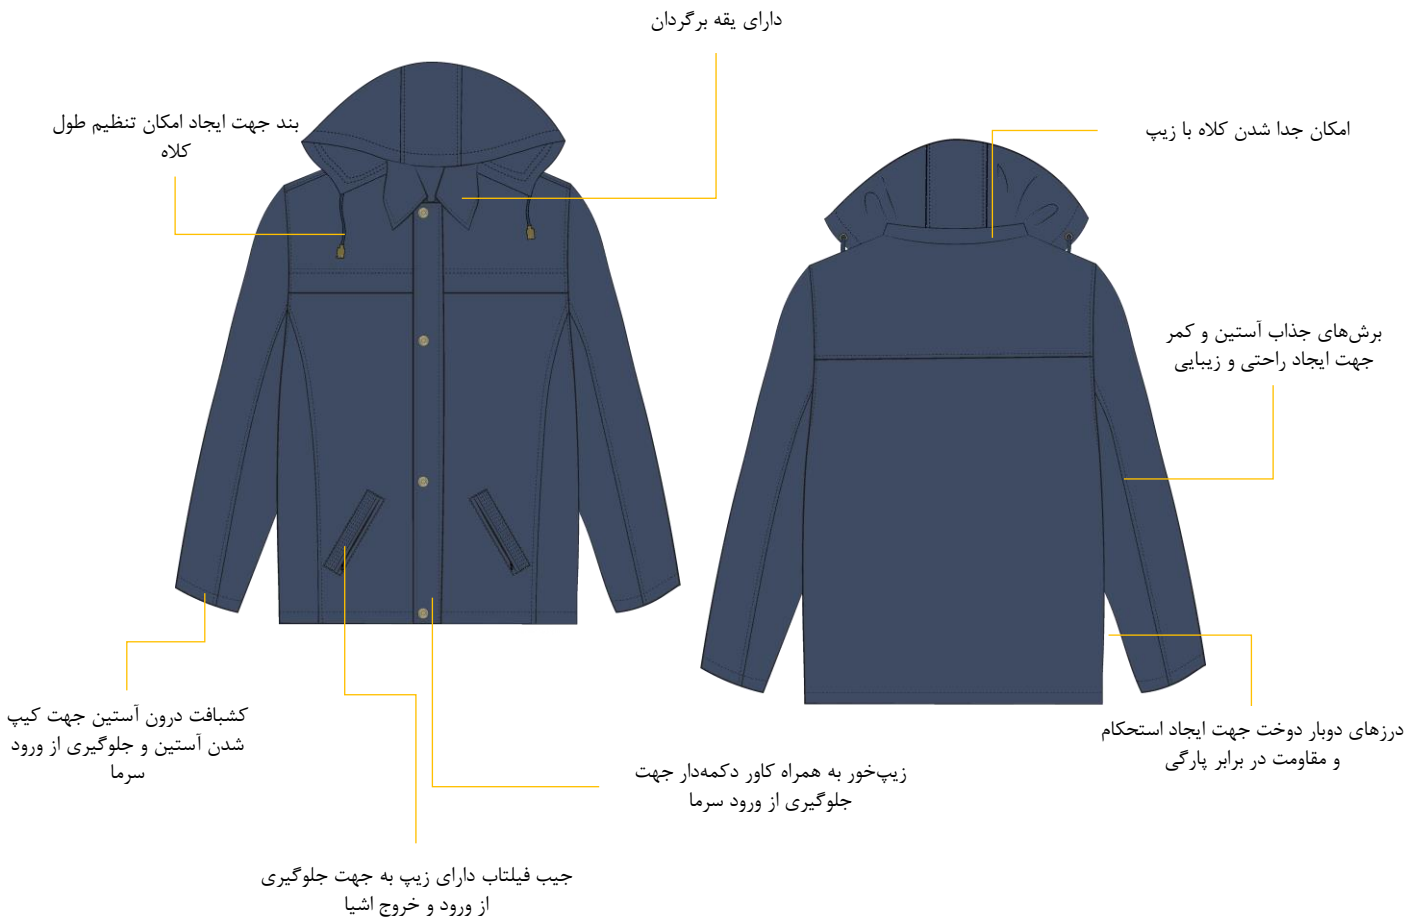 دارای یقه برگردان
بند جهت ایجاد امکان تنظیم طول
کلاه
امکان جدا شدن کلاه با زیپ
برش‌های جذاب آستین و کمر
جهت ایجاد راحتی و زیبایی
کشبافت درون آستین جهت کیپ
شدن آستین و جلوگیری از ورود
سرما
درزهای دوبار دوخت جهت ایجاد استحکام
و مقاومت در برابر پارگی
زیپ‌خور به همراه کاور دکمه‌دار جهت
جلوگیری از ورود سرما
جیب فیلتاب دارای زیپ به جهت جلوگیری
از ورود و خروج اشیا